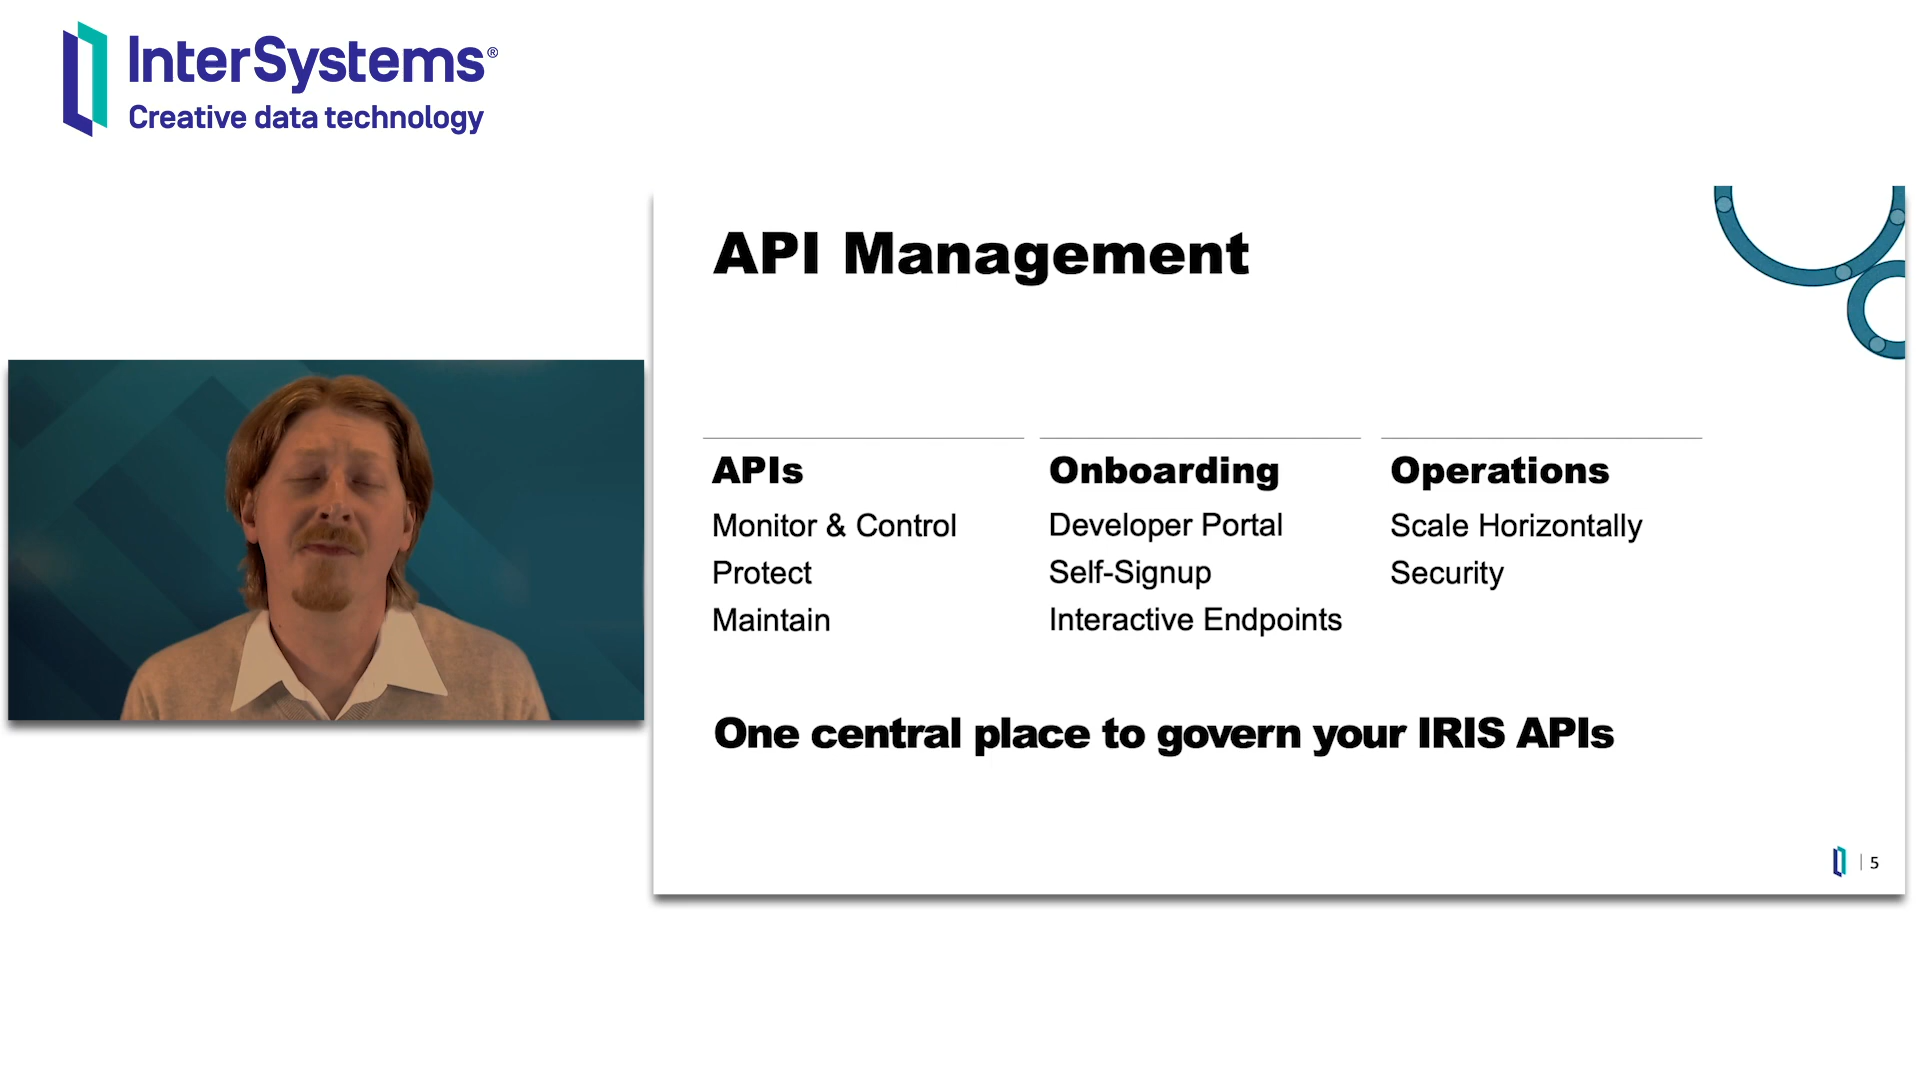 InterSystems®
Creative data technology
API Management
APIs
Monitor & Control
Protect
Maintain
Onboarding
Developer Portal
Self-Signup
Interactive Endpoints
Operations
Scale Horizontally
Security
One central place to govern your IRIS APIs
| 5